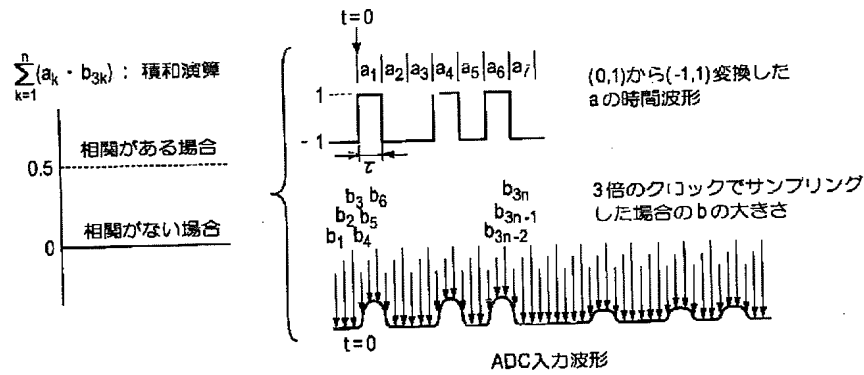 t=0
n
∑(aₖ・b₃ₖ)：積和演算
k=1
0.5
相関がある場合
0
相関がない場合
a₁ a₂ a₃ a₄ a₅ a₆ a₇
1
-1
τ
(0,1)から(-1,1)変換した
aの時間波形
b₃ b₆
b₂ b₅
b₁ b₄
b₃ₙ
b₃ₙ₋₁
b₃ₙ₋₂
3倍のクロックでサンプリング
した場合のbの大きさ
t=0
ADC入力波形